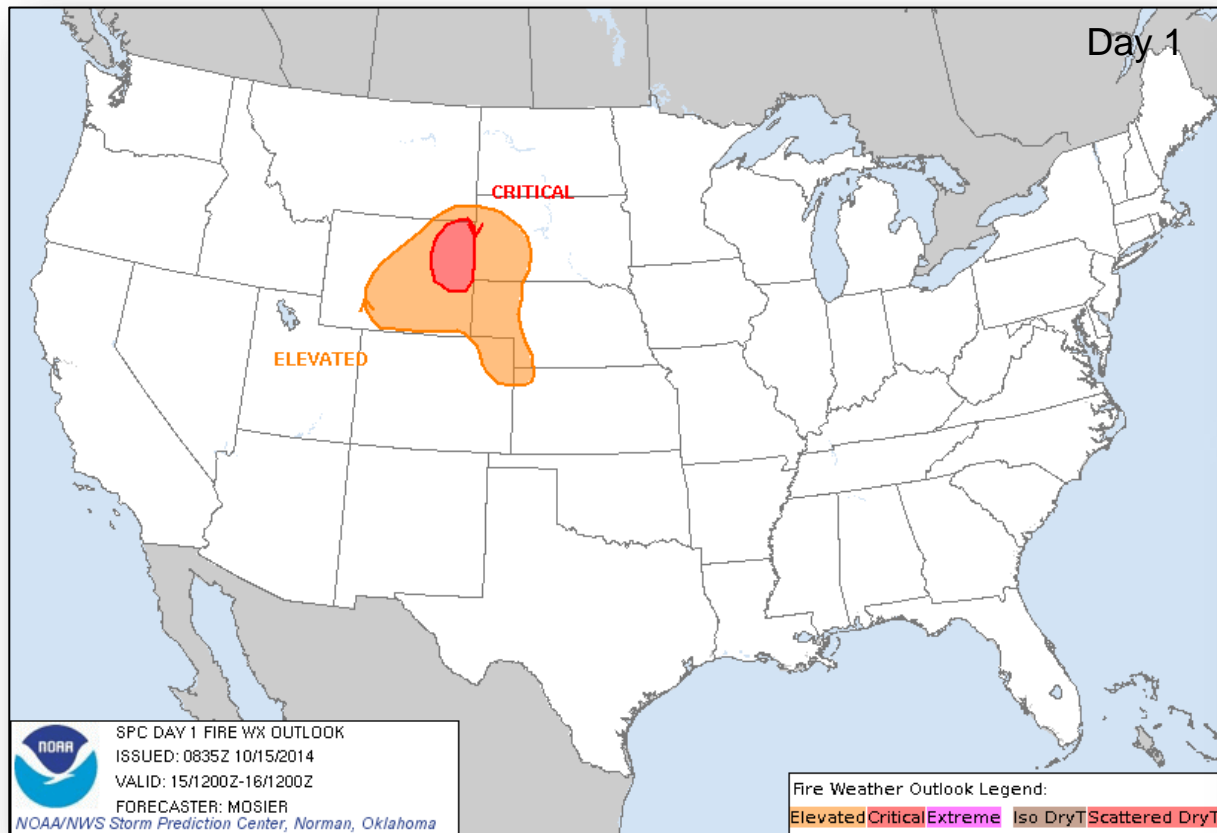 Day 1
CRITICAL
ELEVATED
NOAA
SPC DAY 1 FIRE WX OUTLOOK
ISSUED: 0835Z 10/15/2014
VALID: 15/1200Z-16/1200Z
FORECASTER: MOSIER
NOAA/NWS Storm Prediction Center, Norman, Oklahoma
Fire Weather Outlook Legend:
Elevated Critical Extreme Iso DryT Scattered DryT